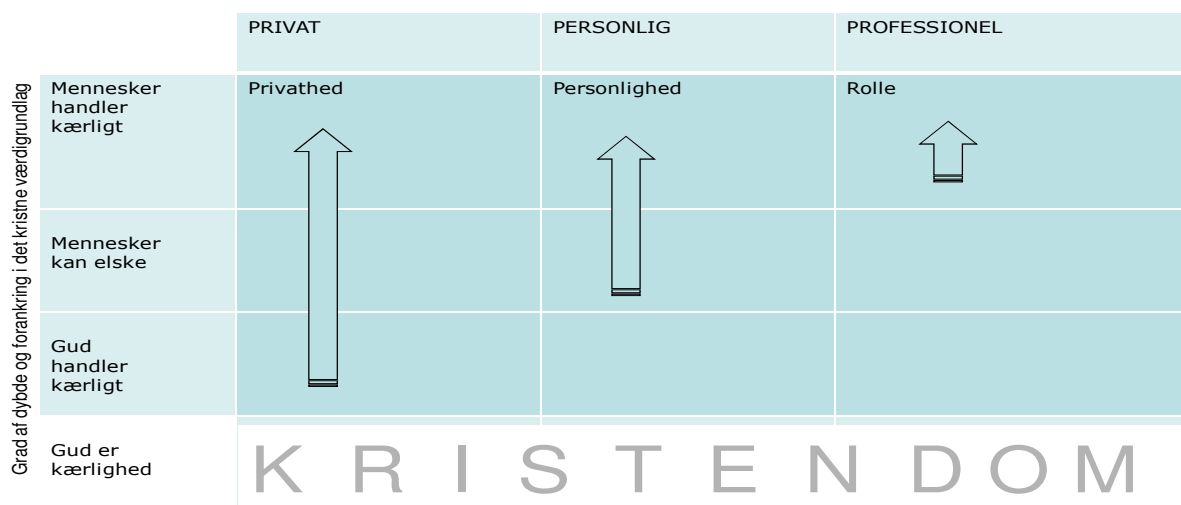 PRIVAT
PERSONLIG
PROFESSIONEL
Grad af dybde og forankring i det kristne værdigrundlag
Mennesker
handler
kærligt
Privathed
Personlighed
Rolle
Mennesker
kan elske
Gud
handler
kærligt
Gud er
kærlighed
KRISTENDOM